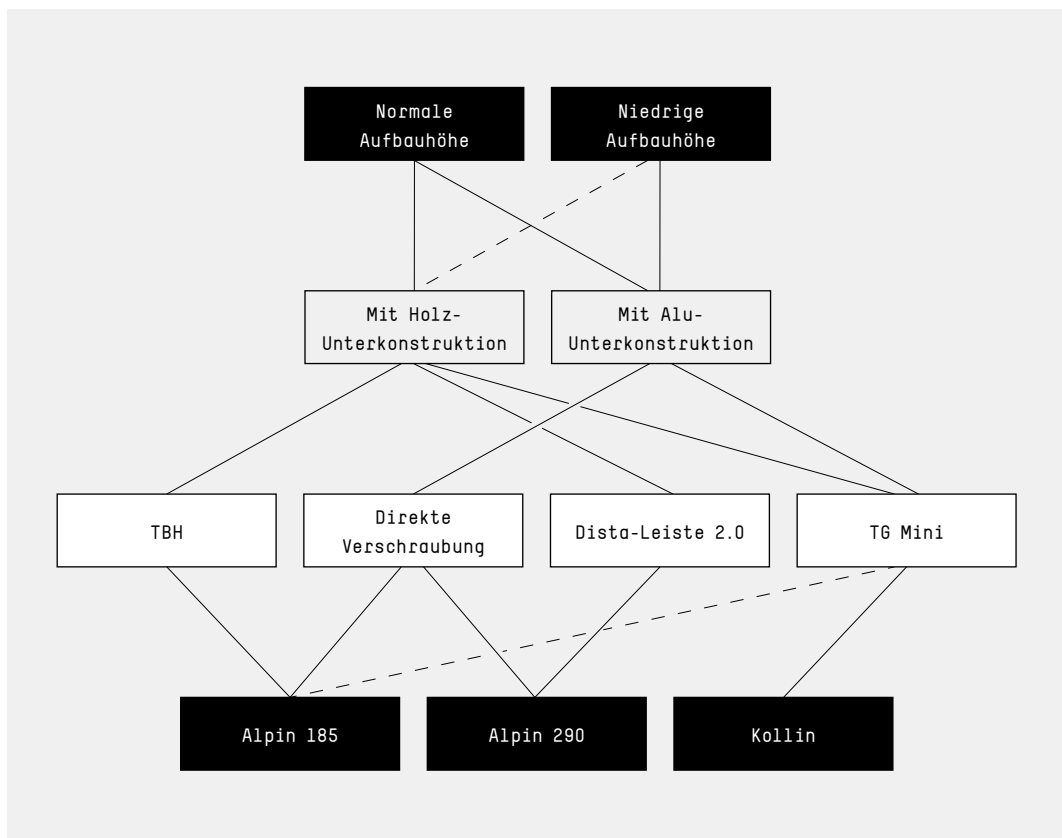 Normale
Aufbauhöhe
Niedrige
Aufbauhöhe
Mit Holz-
Unterkonstruktion
Mit Alu-
Unterkonstruktion
TBH
Direkte
Verschraubung
Dista-Leiste 2.0
TG Mini
Alpin 185
Alpin 290
Kollin